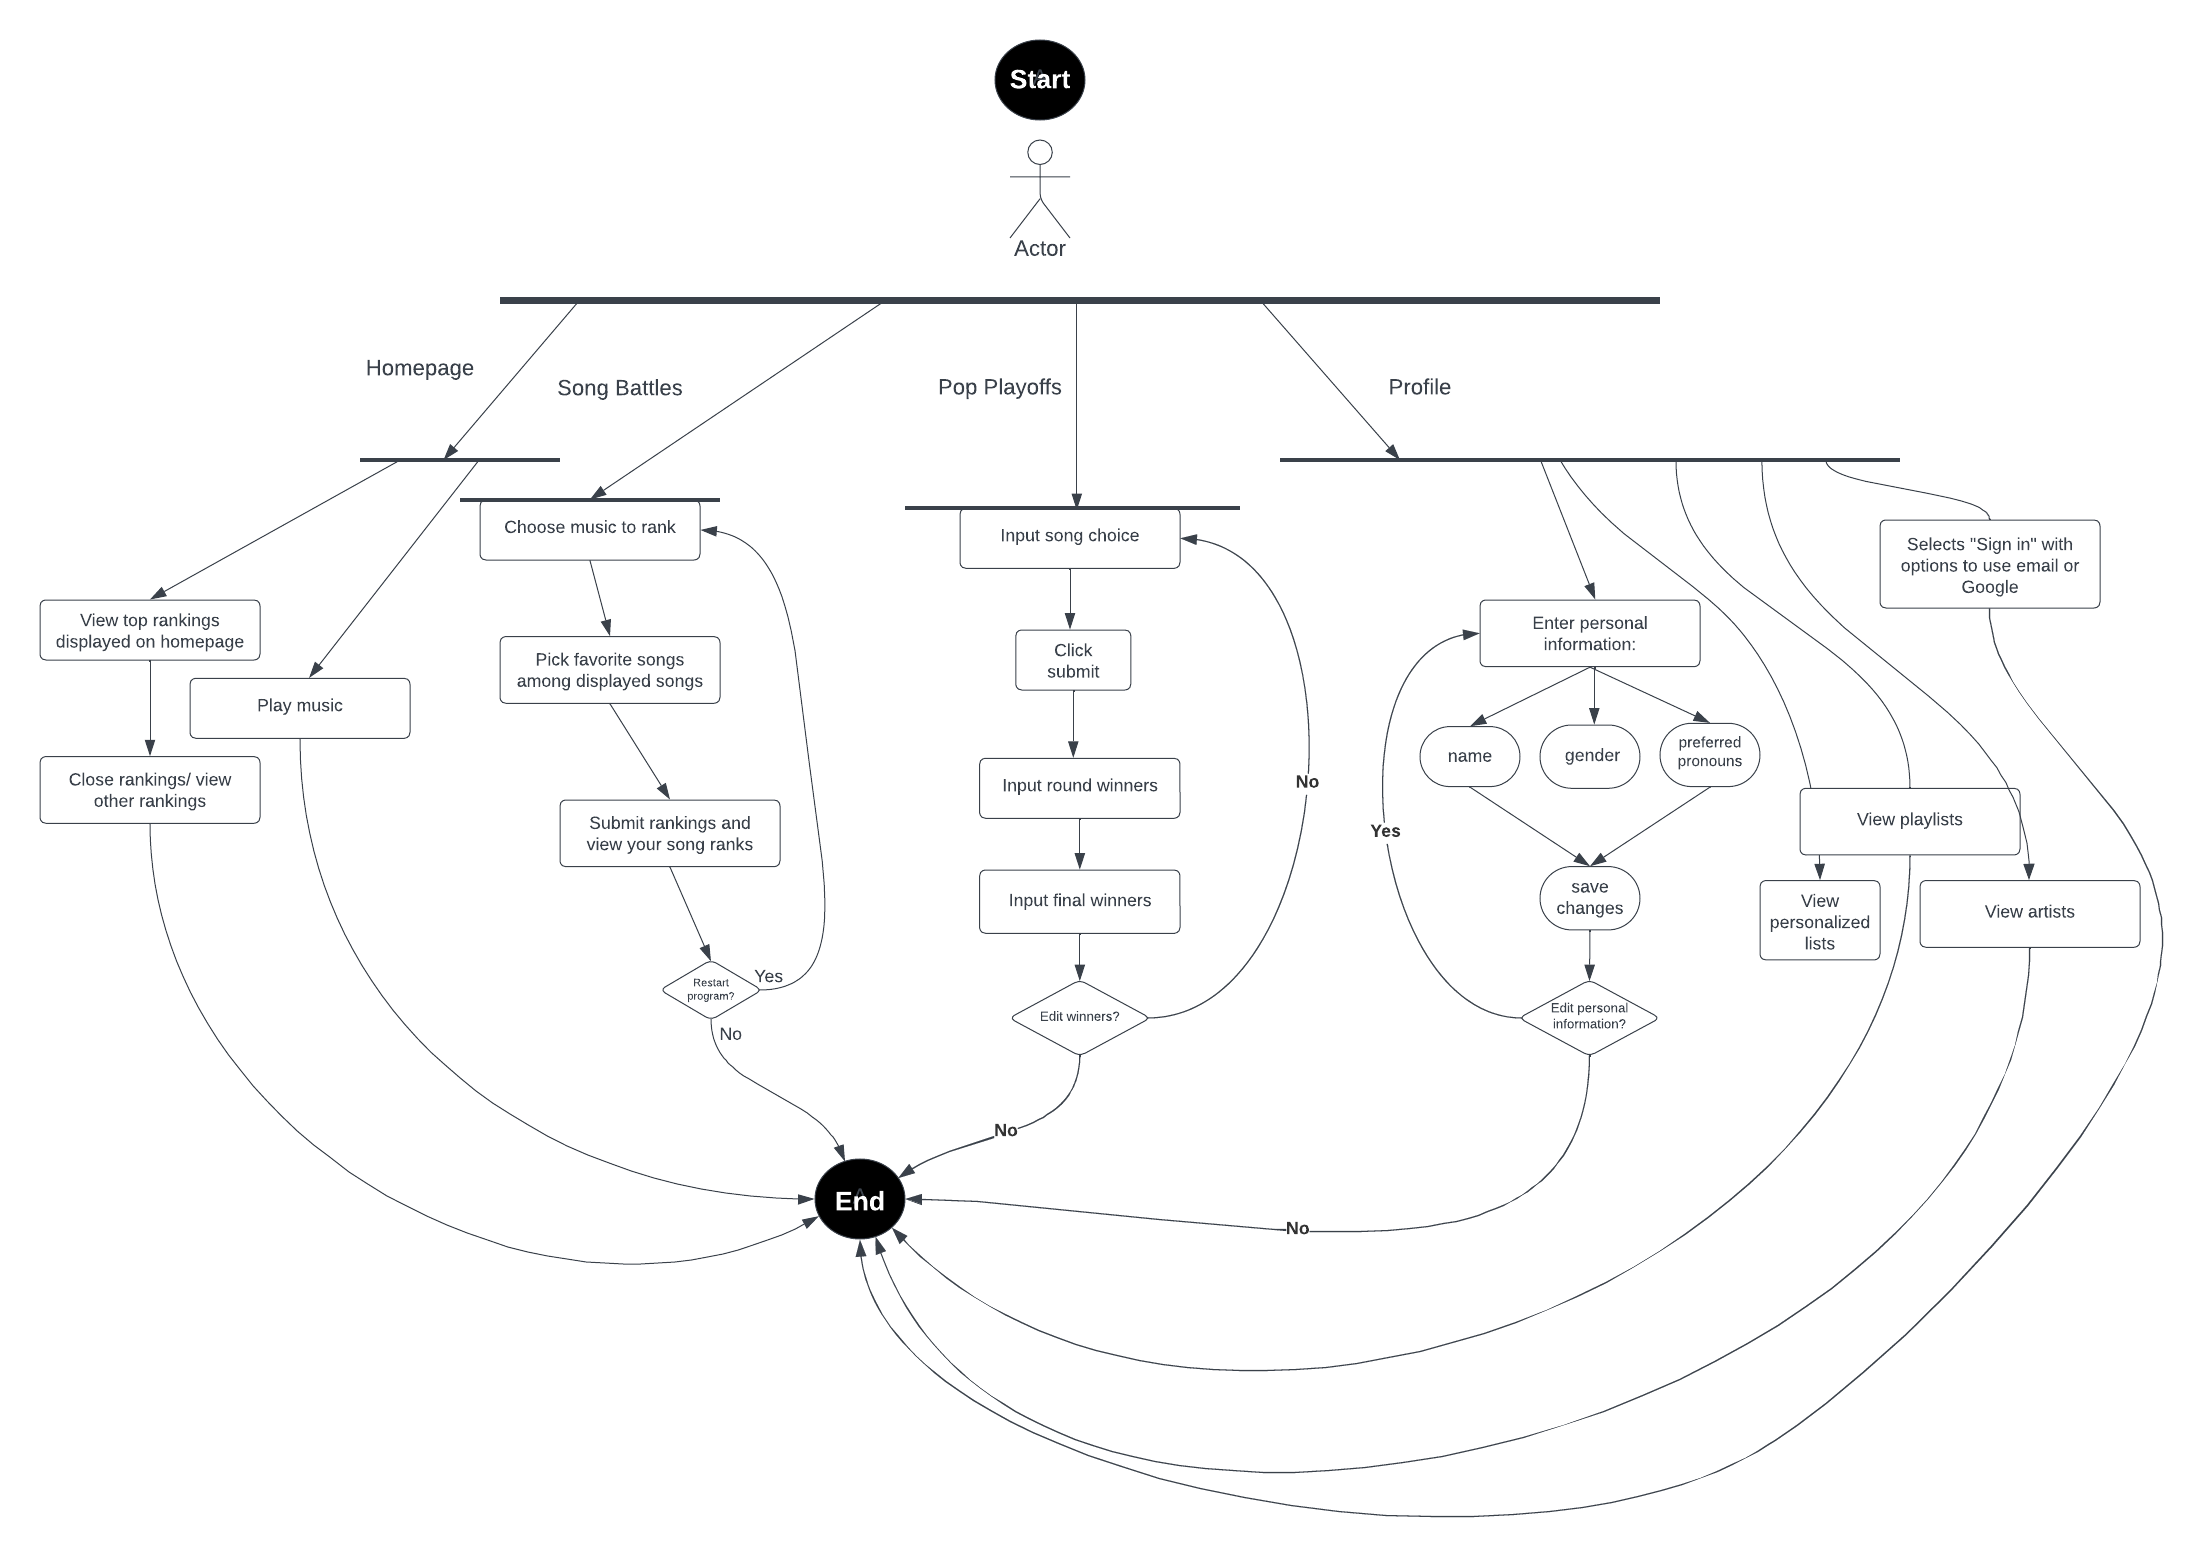 Start
Actor
Homepage
Song Battles
Pop Playoffs
Profile
Choose music to rank
Input song choice
Selects "Sign in" with
options to use email or
Google
View top rankings
displayed on homepage
Pick favorite songs
among displayed songs
Click
submit
Enter personal
information:
Play music
name
gender
preferred
pronouns
Close rankings/ view
other rankings
Input round winners
No
Submit rankings and
view your song ranks
Yes
View playlists
Input final winners
save
changes
View
personalized
lists
View artists
Restart
program?
Yes
No
Edit winners?
Edit personal
information?
No
End
No